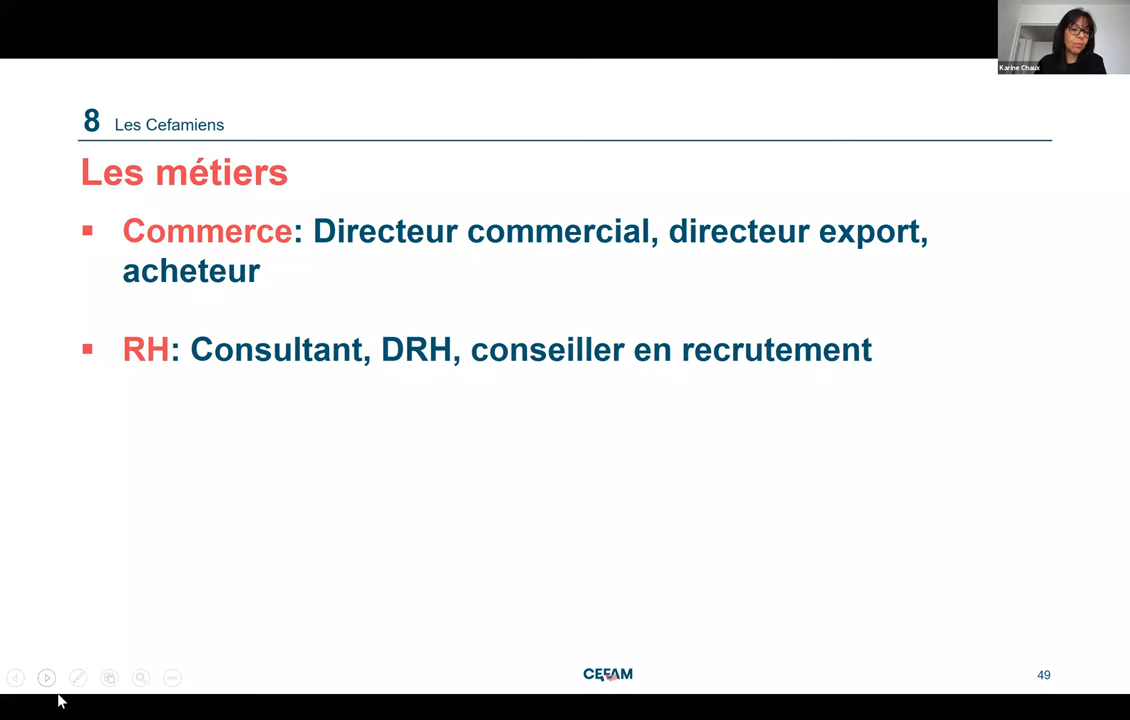 Karine Chaux
8 Les Cefamiens
Les métiers
▪ Commerce: Directeur commercial, directeur export,
acheteur
▪ RH: Consultant, DRH, conseiller en recrutement
CEFAM
49